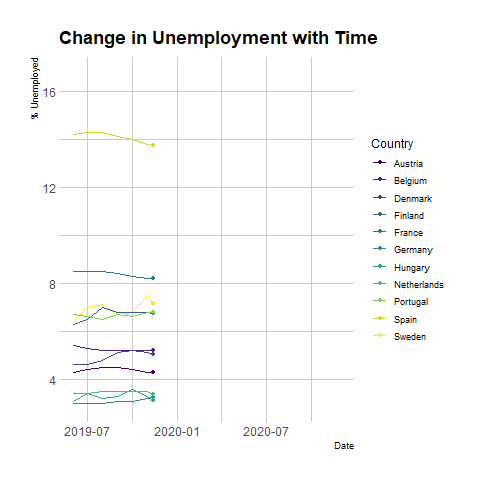 Change in Unemployment with Time
% Unemployed
16
12
8
4
2019-07 2020-01 2020-07
Date
Country
Austria
Belgium
Denmark
Finland
France
Germany
Hungary
Netherlands
Portugal
Spain
Sweden